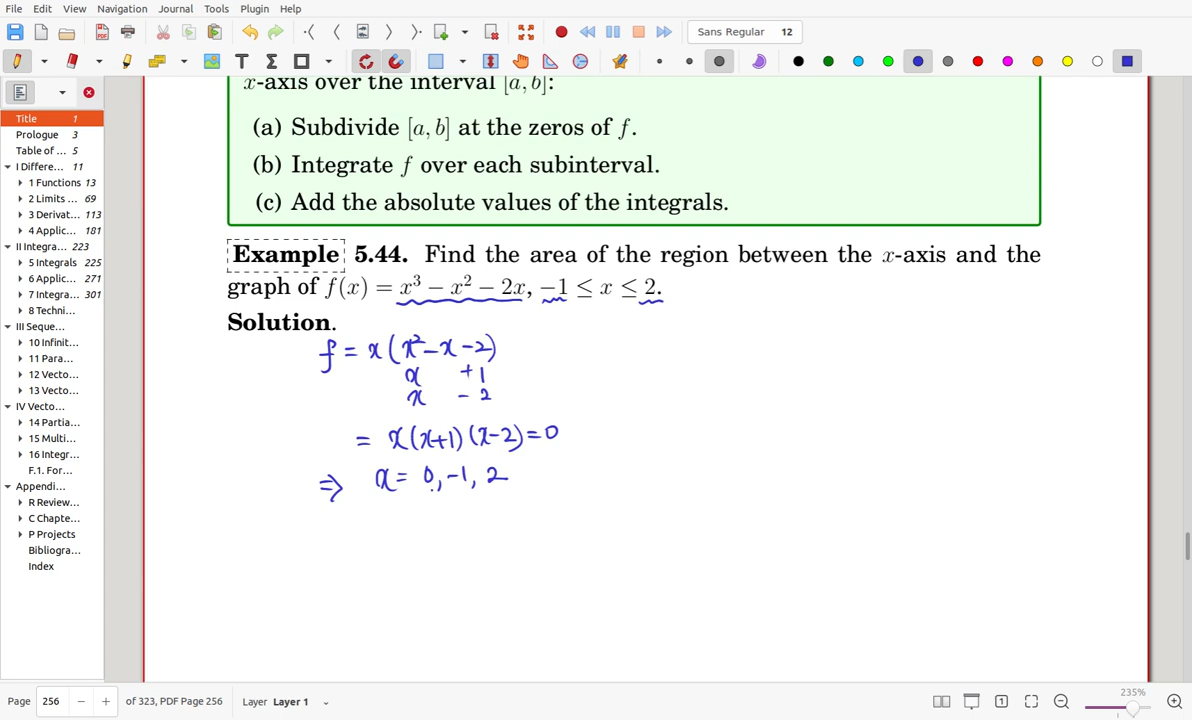 File Edit View Navigation Journal Tools Plugin Help
Sans Regular 12
x-axis over the interval [a, b]:
(a) Subdivide [a, b] at the zeros of f.
(b) Integrate f over each subinterval.
(c) Add the absolute values of the integrals.
Example 5.44. Find the area of the region between the x-axis and the
graph of f(x) = x³ − x² − 2x, −1 ≤ x ≤ 2.
Solution.
f = x(x² − x − 2)
x + 1
x − 2
= x(x+1)(x−2) = 0
⇒ x = 0, −1, 2
Title 1
Prologue 3
Table of ... 5
I Differe... 11
1 Functions 13
2 Limits ... 69
3 Derivat... 113
4 Applic... 181
II Integra... 223
5 Integrals 225
6 Applic... 271
7 Integra... 301
8 Techni...
III Seque...
10 Infinit...
11 Para...
12 Vecto...
13 Vecto...
IV Vecto...
14 Partia...
15 Multi...
16 Integr...
F.1. For...
Appendi...
R Review...
C Chapte...
P Projects
Bibliogra...
Index
Page 256 − + of 323, PDF Page 256 Layer Layer 1
235%